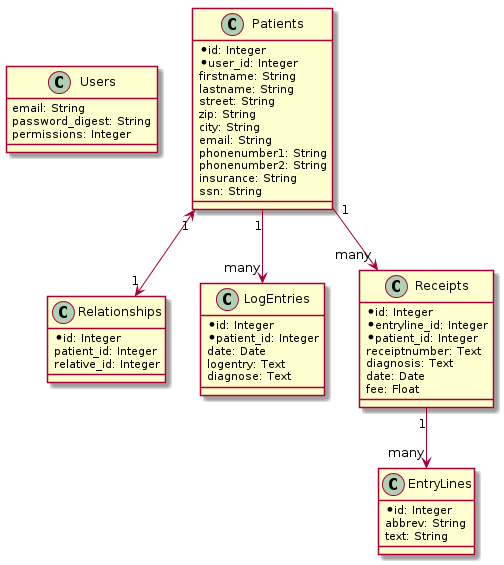 C Patients
*id: Integer
*user_id: Integer
firstname: String
lastname: String
street: String
zip: String
city: String
email: String
phonenumber1: String
phonenumber2: String
insurance: String
ssn: String
C Users
email: String
password_digest: String
permissions: Integer
1
1
1
1
many
many
C Relationships
*id: Integer
patient_id: Integer
relative_id: Integer
C LogEntries
*id: Integer
*patient_id: Integer
date: Date
logentry: Text
diagnose: Text
C Receipts
*id: Integer
*entryline_id: Integer
*patient_id: Integer
receiptnumber: Text
diagnosis: Text
date: Date
fee: Float
1
many
C EntryLines
*id: Integer
abbrev: String
text: String